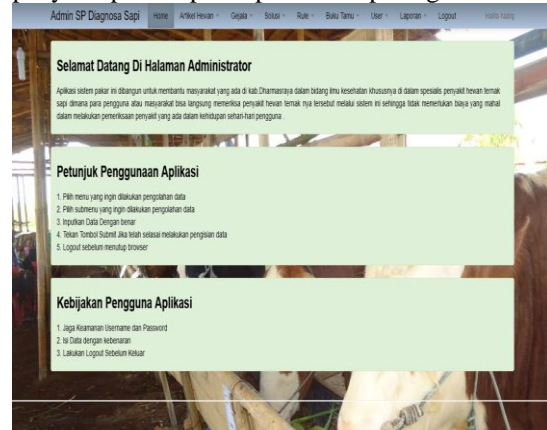 Admin SP Diagnosa Sapi Home Artikel Hewan Gejala Solusi Rule Buku Tamu User Laporan Logout
Selamat Datang Di Halaman Administrator
Aplikasi sistem pakar ini dibangun untuk membantu masyarakat yang ada di kab.Dharmasraya dalam bidang ilmu kesehatan khususnya di dalam spesialis penyakit hewan ternak
sapi dimana para pengguna atau masyarakat bisa langsung memeriksa penyakit hewan ternak nya tersebut melalui sistem ini sehingga tidak memerlukan biaya yang mahal
dalam melakukan pemeriksaan penyakit yang ada dalam kehidupan sehari-hari pengguna .
Petunjuk Penggunaan Aplikasi
1. Pilih menu yang ingin dilakukan pengolahan data
2. Pilih submenu yang ingin dilakukan pengolahan data
3. Inputkan Data Dengan benar
4. Tekan Tombol Submit Jika telah selasai melakukan pengisian data
5. Logout sebelum menutup browser
Kebijakan Pengguna Aplikasi
1. Jaga Keamanan Username dan Password
2. Isi Data dengan kebenaran
3. Lakukan Logout Sebelum Keluar